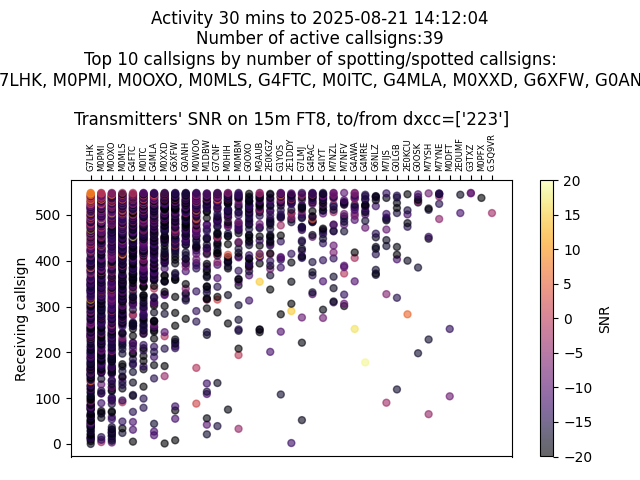 Activity 30 mins to 2025-08-21 14:12:04
Number of active callsigns:39
Top 10 callsigns by number of spotting/spotted callsigns:
7LHK, M0PMI, M0OXO, M0MLS, G4FTC, M0ITC, G4MLA, M0XXD, G6XFW, G0AN
Transmitters' SNR on 15m FT8, to/from dxcc=['223']
G7LHK
M0PMI
M0OXO
M0MLS
G4FTC
M0ITC
G4MLA
M0XXD
G6XFW
G0ANH
M0WOO
M1DBW
G7CNF
M0HIH
M0MBM
G0OXO
M3AUB
2E0KGZ
G1YOS
2E1DDY
G7LMJ
G4RAC
G4IYT
M7NZL
M7NFV
G4AWA
G4MRE
G6NLZ
M7IJS
G0LGB
2E0KCU
G0OSK
M7YSH
M7YNE
M0DFT
2E0UMF
G3TXZ
M0PFX
G.SQ9VR
Receiving callsign
500
400
300
200
100
0
20
15
10
5
0
−5
−10
−15
−20
SNR